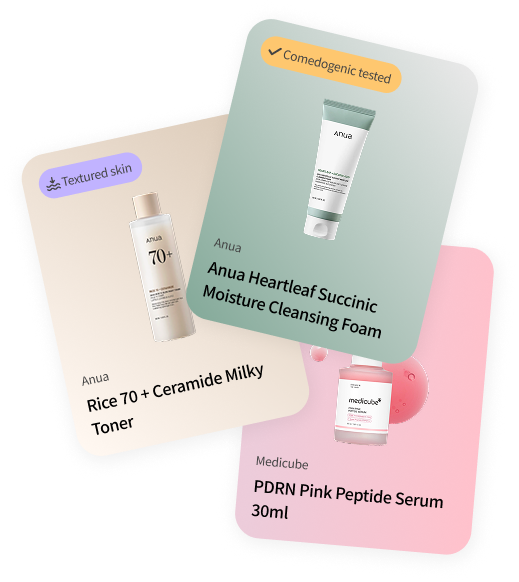 Comedogenic tested
Anua
Anua
Anua Heartleaf Succinic
Moisture Cleansing Foam
Textured skin
Anua
70+
Anua
Rice 70 + Ceramide Milky
Toner
medicube
Medicube
PDRN Pink Peptide Serum
30ml